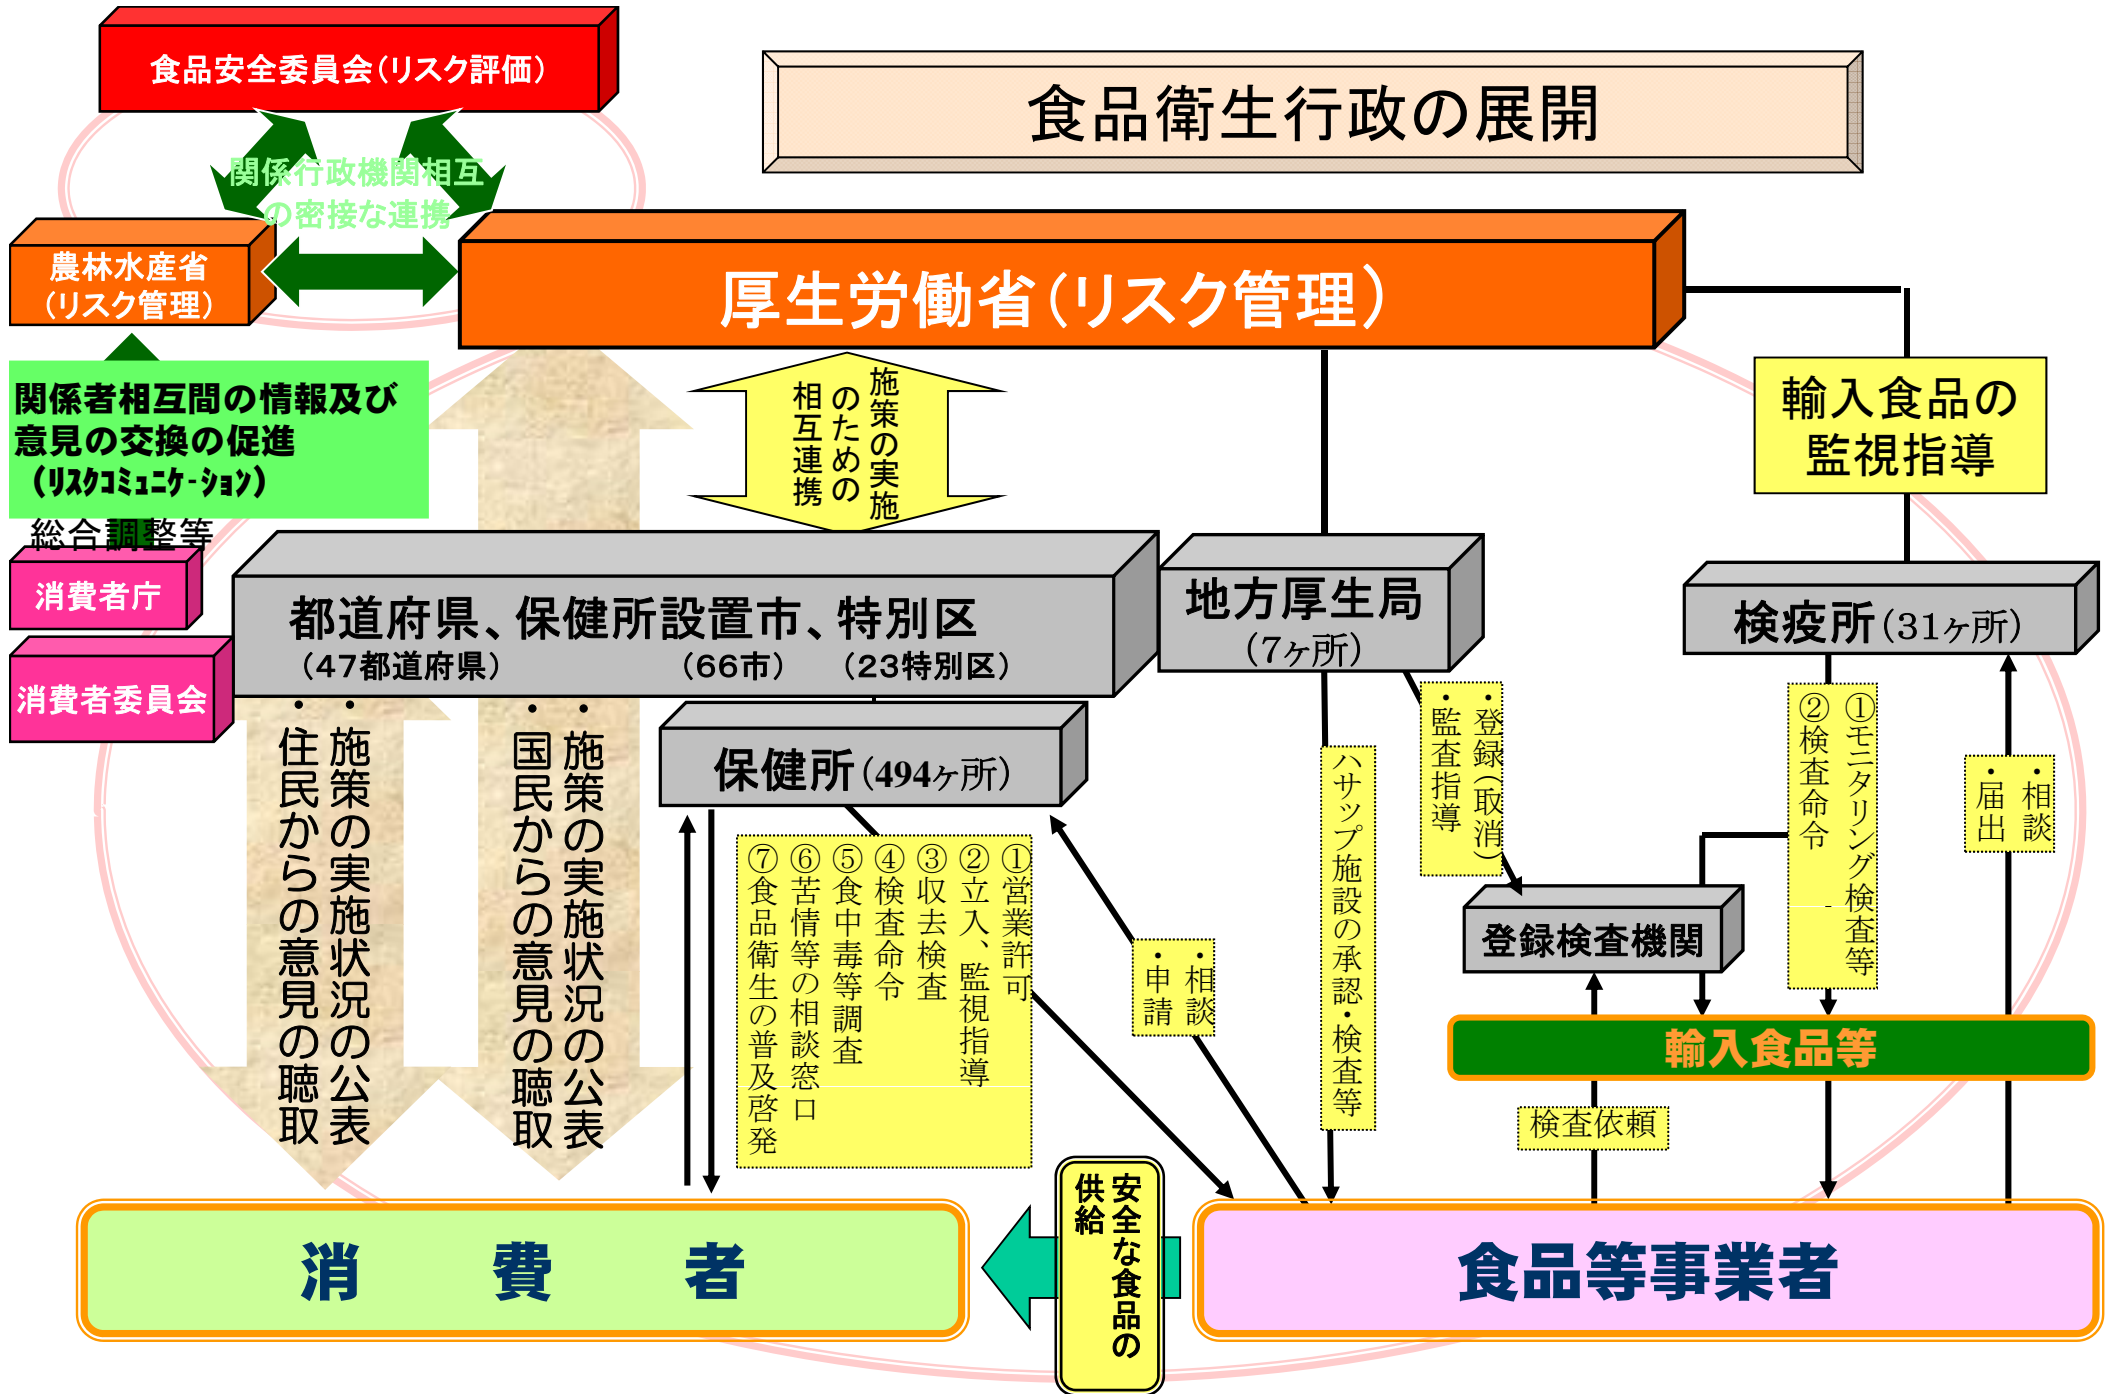 食品安全委員会（リスク評価）
食品衛生行政の展開
関係行政機関相互
の密接な連携
農林水産省
（リスク管理）
厚生労働省（リスク管理）
関係者相互間の情報及び
意見の交換の促進
（ﾘｽｸｺﾐｭﾆｹ-ｼｮﾝ）
総合調整等
施策の実施
のための
相互連携
輸入食品の
監視指導
消費者庁
消費者委員会
都道府県、保健所設置市、特別区
（47都道府県）　（66市）　（23特別区）
地方厚生局
（7ヶ所）
検疫所（31ヶ所）
保健所（494ヶ所）
・施策の実施状況の公表
・住民からの意見の聴取
・施策の実施状況の公表
・国民からの意見の聴取
①営業許可
②立入、監視指導
③収去検査
④検査命令
⑤食中毒等調査
⑥苦情等の相談窓口
⑦食品衛生の普及啓発
・相談
・申請
ハサップ施設の承認・検査等
・登録（取消）
・監査指導
①モニタリング検査等
②検査命令
・相談
・届出
登録検査機関
輸入食品等
検査依頼
安全な食品の
供給
消費者
食品等事業者